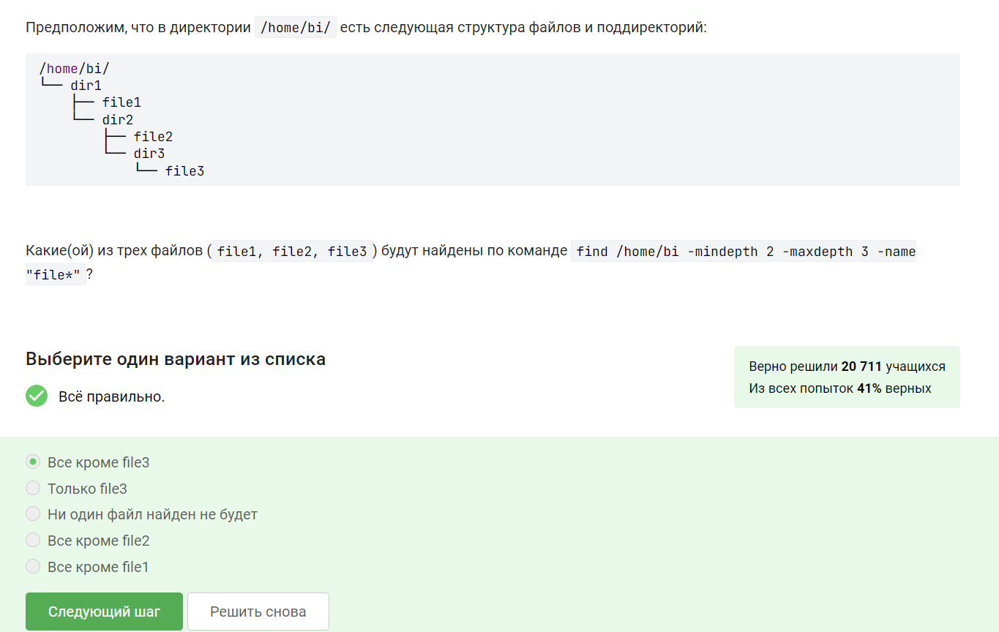 Предположим, что в директории /home/bi/ есть следующая структура файлов и поддиректорий:
/home/bi/
└── dir1
    ├── file1
    └── dir2
        ├── file2
        └── dir3
            └── file3
Какие(ой) из трех файлов ( file1, file2, file3 ) будут найдены по команде find /home/bi -mindepth 2 -maxdepth 3 -name
"file*" ?
Выберите один вариант из списка
Верно решили 20 711 учащихся
Из всех попыток 41% верных
Всё правильно.
Все кроме file3
Только file3
Ни один файл найден не будет
Все кроме file2
Все кроме file1
Следующий шаг
Решить снова